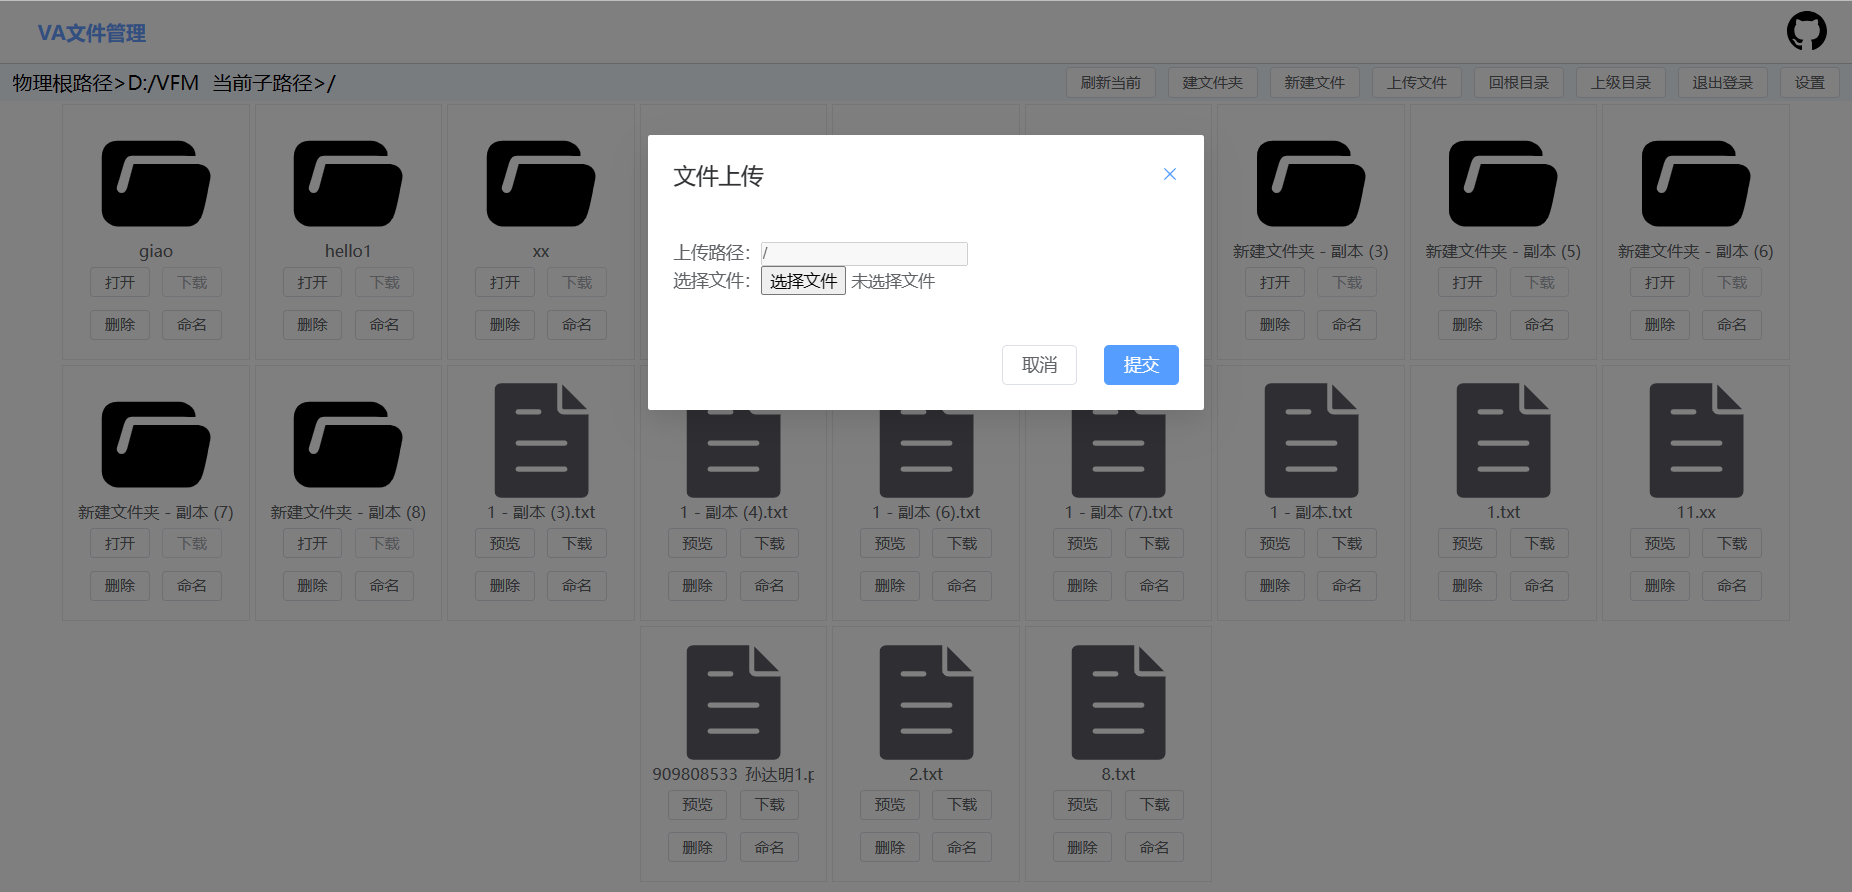 VA文件管理
物理根路径>D:/VFM 当前子路径>/
刷新当前 建文件夹 新建文件 上传文件 回根目录 上级目录 退出登录 设置
文件上传
上传路径： /
选择文件： 选择文件 未选择文件
取消 提交
giao hello1 xx 新建文件夹 - 副本 (3) 新建文件夹 - 副本 (5) 新建文件夹 - 副本 (6)
打开 下载 打开 下载 打开 下载 打开 下载 打开 下载 打开 下载
删除 命名 删除 命名 删除 命名 删除 命名 删除 命名 删除 命名
新建文件夹 - 副本 (7) 新建文件夹 - 副本 (8) 1 - 副本 (3).txt 1 - 副本 (4).txt 1 - 副本 (6).txt 1 - 副本 (7).txt 1 - 副本.txt 1.txt 11.xx
打开 下载 打开 下载 预览 下载 预览 下载 预览 下载 预览 下载 预览 下载 预览 下载 预览 下载
删除 命名 删除 命名 删除 命名 删除 命名 删除 命名 删除 命名 删除 命名 删除 命名 删除 命名
909808533 孙达明1.p 2.txt 8.txt
预览 下载 预览 下载 预览 下载
删除 命名 删除 命名 删除 命名